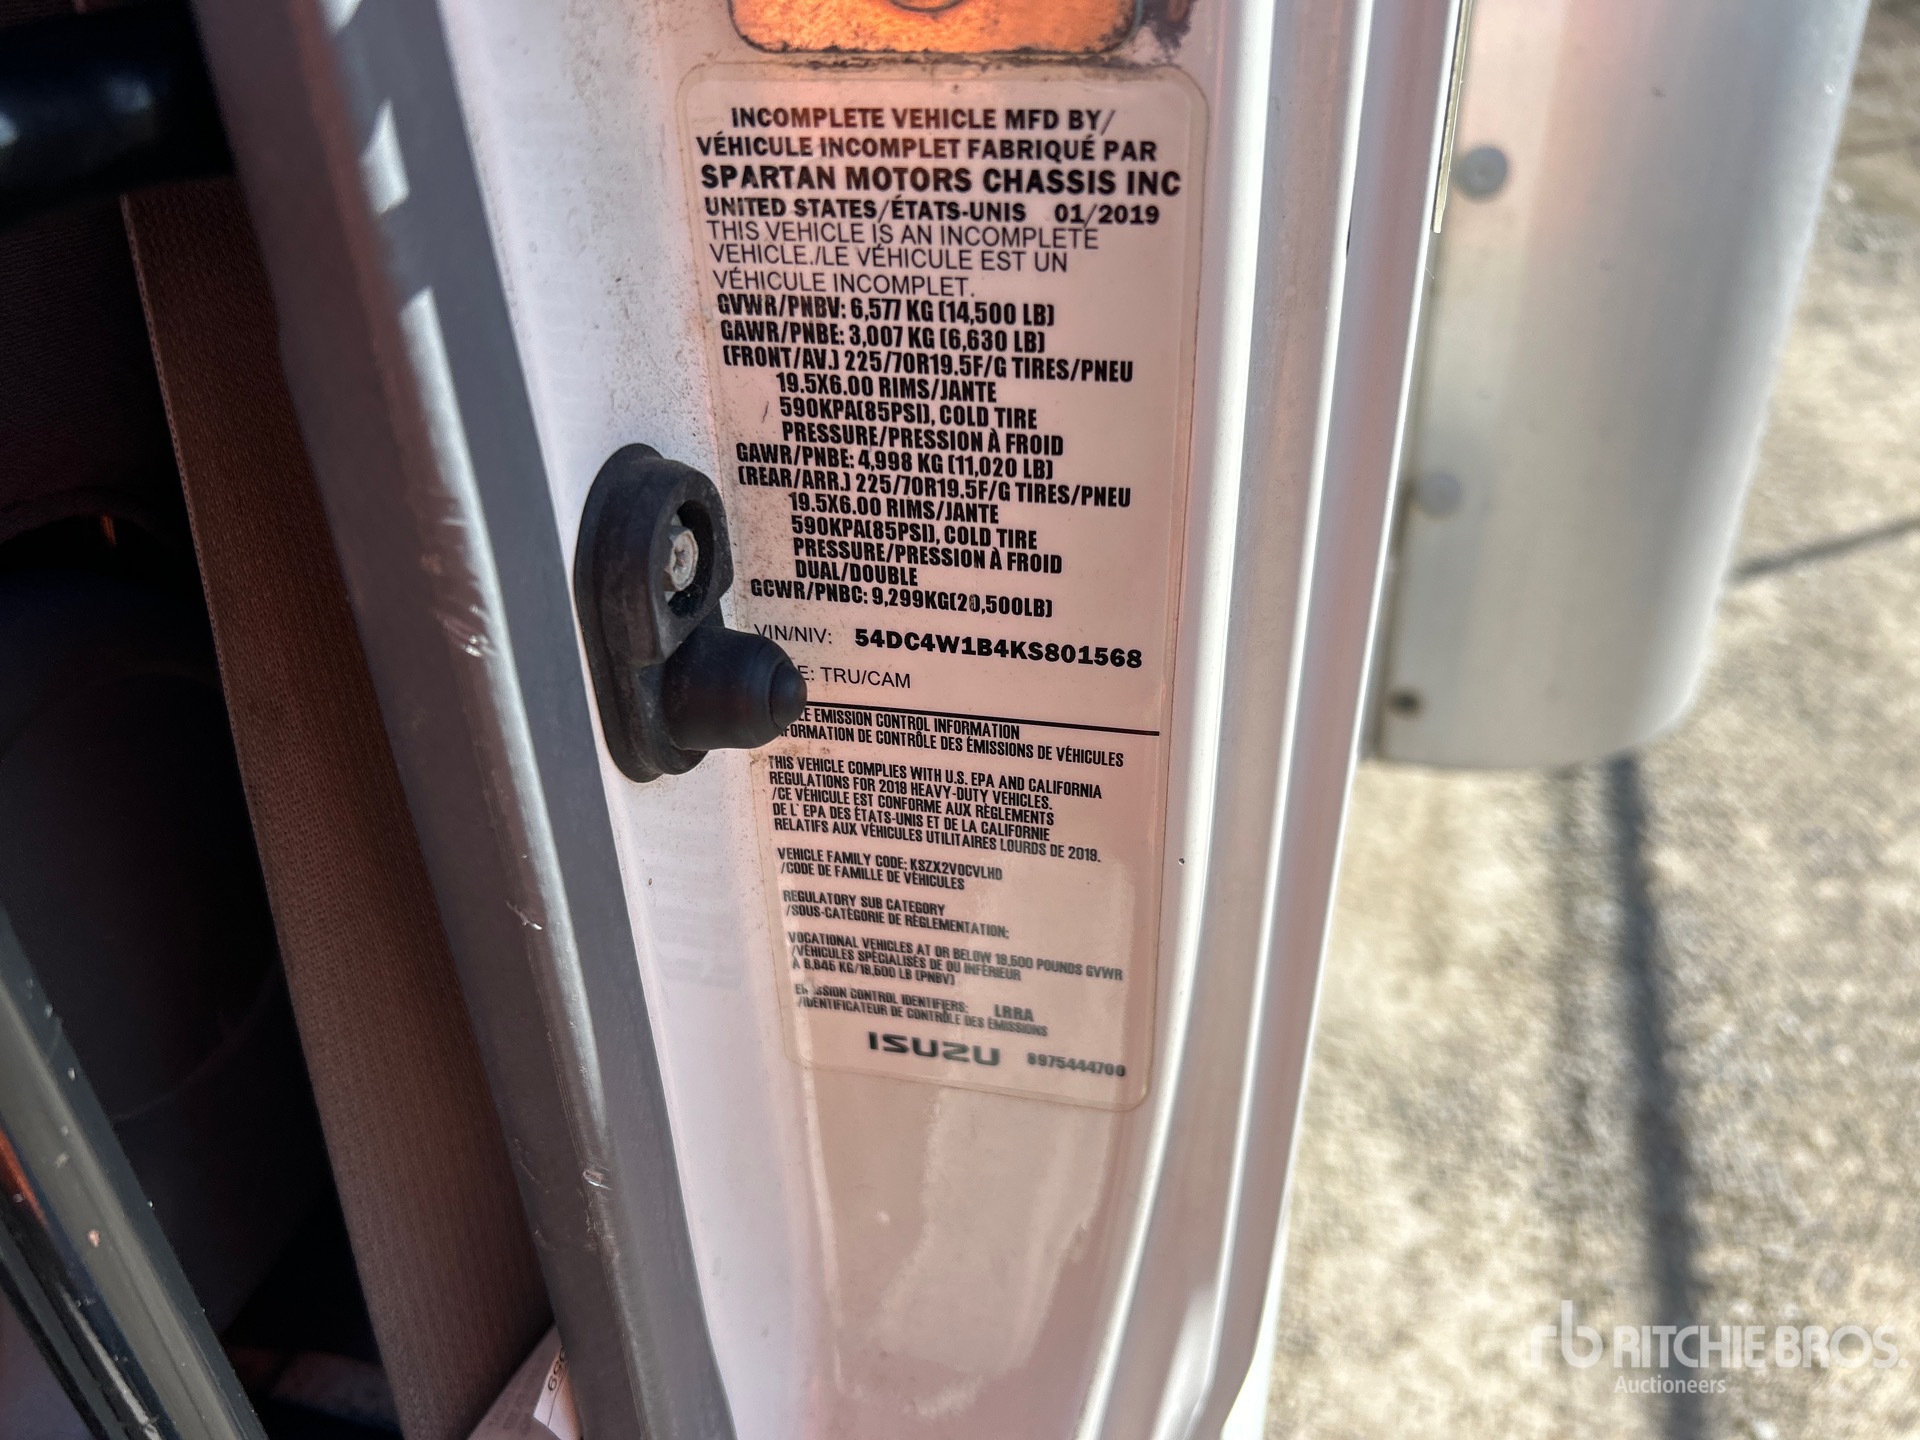 INCOMPLETE VEHICLE MFD BY/
VÉHICULE INCOMPLET FABRIQUÉ PAR
SPARTAN MOTORS CHASSIS INC
UNITED STATES/ÉTATS-UNIS 01/2019
THIS VEHICLE IS AN INCOMPLETE
VEHICLE./LE VÉHICULE EST UN
VÉHICULE INCOMPLET.
GVWR/PNBV: 6,577 KG (14,500 LB)
GAWR/PNBE: 3,007 KG (6,630 LB)
(FRONT/AV.) 225/70R19.5F/G TIRES/PNEU
19.5X6.00 RIMS/JANTE
590KPA(85PSI), COLD TIRE
PRESSURE/PRESSION À FROID
GAWR/PNBE: 4,998 KG (11,020 LB)
(REAR/ARR.) 225/70R19.5F/G TIRES/PNEU
19.5X6.00 RIMS/JANTE
590KPA(85PSI), COLD TIRE
PRESSURE/PRESSION À FROID
DUAL/DOUBLE
GCWR/PNBC: 9,299KG(20,500LB)
VIN/NIV: 54DC4W1B4KS801568
E: TRU/CAM
LE EMISSION CONTROL INFORMATION
FORMATION DE CONTRÔLE DES ÉMISSIONS DE VÉHICULES
THIS VEHICLE COMPLIES WITH U.S. EPA AND CALIFORNIA
REGULATIONS FOR 2019 HEAVY-DUTY VEHICLES.
/CE VÉHICULE EST CONFORME AUX RÈGLEMENTS
DE L' EPA DES ÉTATS-UNIS ET DE LA CALIFORNIE
RELATIFS AUX VÉHICULES UTILITAIRES LOURDS DE 2019.
VEHICLE FAMILY CODE: KSZX2VOCVLHD
/CODE DE FAMILLE DE VÉHICULES
REGULATORY SUB CATEGORY
/SOUS-CATÉGORIE DE RÉGLEMENTATION:
VOCATIONAL VEHICLES AT OR BELOW 19,500 POUNDS GVWR
/VÉHICULES SPÉCIALISÉS DE OU INFÉRIEUR
À 8,845 KG/19,500 LB (PNBV)
EMISSION CONTROL IDENTIFIERS: LRRA
/IDENTIFICATEUR DE CONTRÔLE DES ÉMISSIONS
ISUZU 8975444700
rb RITCHIE BROS.
Auctioneers